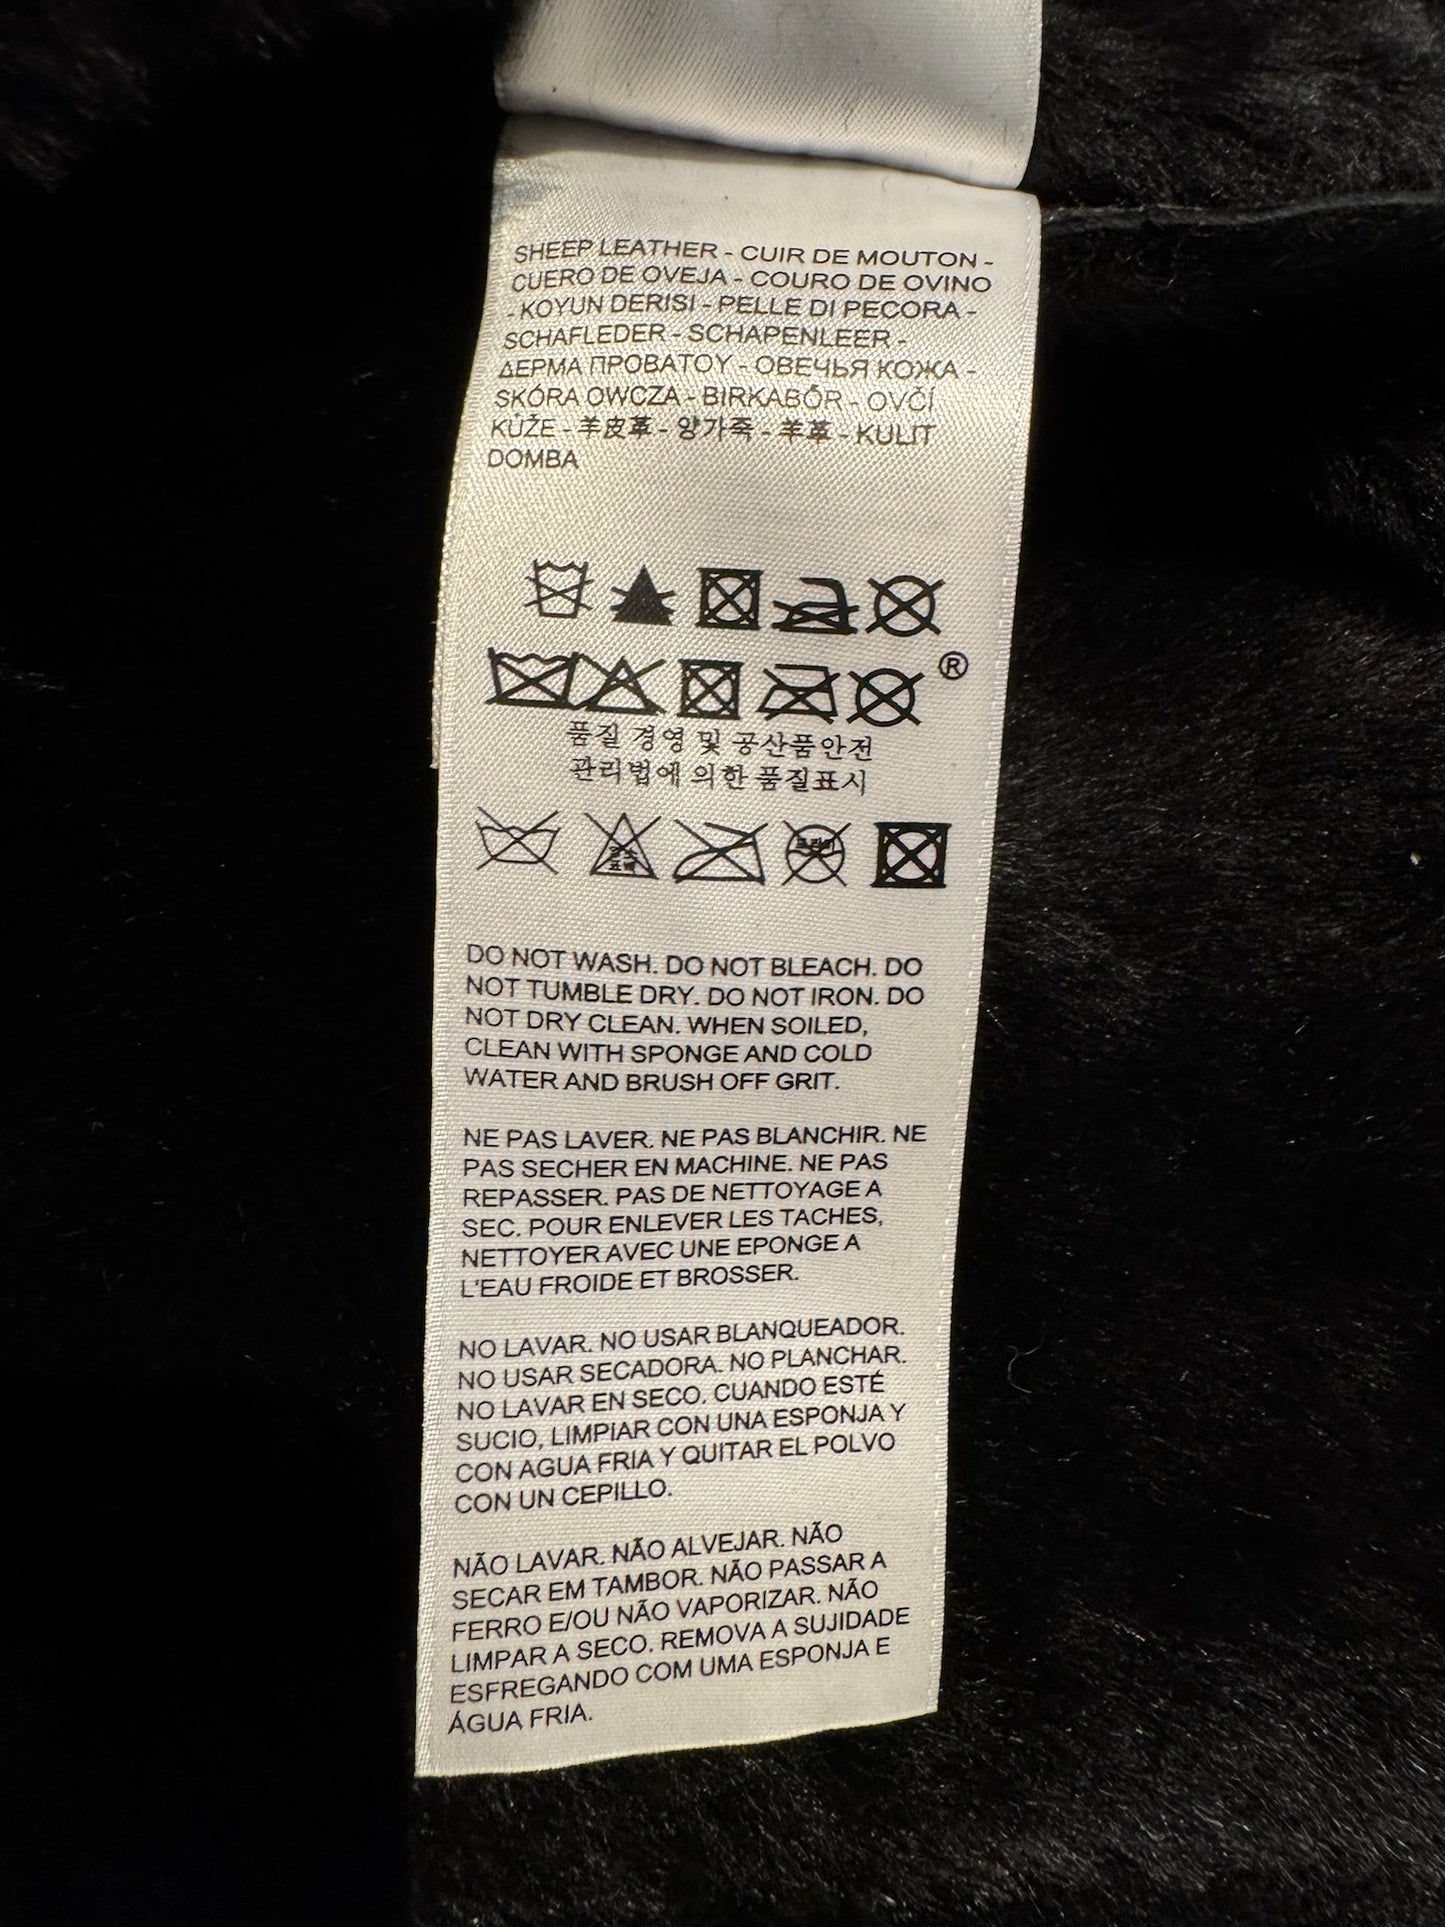 SHEEP LEATHER - CUIR DE MOUTON -
CUERO DE OVEJA - COURO DE OVINO
- KOYUN DERISI - PELLE DI PECORA -
SCHAFLEDER - SCHAPENLEER -
ΔΕΡΜΑ ΠΡΟΒΑΤΟΥ - ОВЕЧЬЯ КОЖА -
SKÓRA OWCZA - BIRKABŐR - OVČÍ
KŮŽE - 羊皮革 - 양가죽 - 羊革 - KULIT
DOMBA
®
품질 경영 및 공산품안전
관리법에 의한 품질표시
염소표백 드라이
DO NOT WASH. DO NOT BLEACH. DO
NOT TUMBLE DRY. DO NOT IRON. DO
NOT DRY CLEAN. WHEN SOILED,
CLEAN WITH SPONGE AND COLD
WATER AND BRUSH OFF GRIT.
NE PAS LAVER. NE PAS BLANCHIR. NE
PAS SECHER EN MACHINE. NE PAS
REPASSER. PAS DE NETTOYAGE A
SEC. POUR ENLEVER LES TACHES,
NETTOYER AVEC UNE EPONGE A
L'EAU FROIDE ET BROSSER.
NO LAVAR. NO USAR BLANQUEADOR.
NO USAR SECADORA. NO PLANCHAR.
NO LAVAR EN SECO. CUANDO ESTÉ
SUCIO, LIMPIAR CON UNA ESPONJA Y
CON AGUA FRIA Y QUITAR EL POLVO
CON UN CEPILLO.
NÃO LAVAR. NÃO ALVEJAR. NÃO
SECAR EM TAMBOR. NÃO PASSAR A
FERRO E/OU NÃO VAPORIZAR. NÃO
LIMPAR A SECO. REMOVA A SUJIDADE
ESFREGANDO COM UMA ESPONJA E
ÁGUA FRIA.